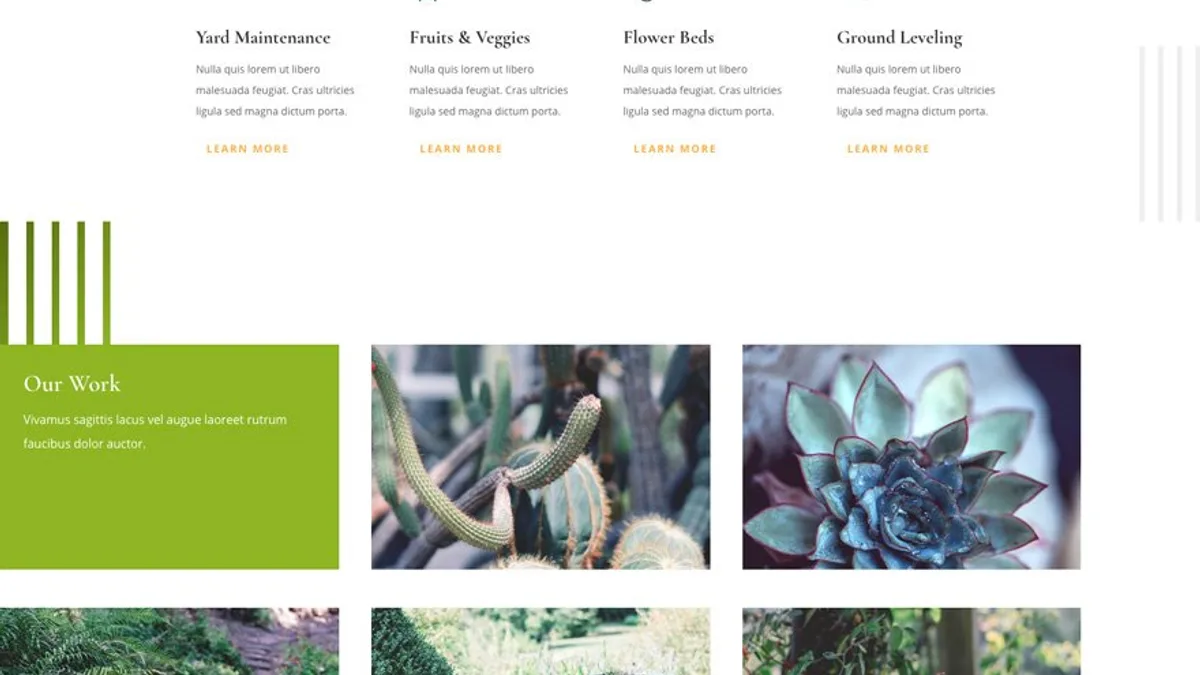 Yard Maintenance
Nulla quis lorem ut libero
malesuada feugiat. Cras ultricies
ligula sed magna dictum porta.
LEARN MORE
Fruits & Veggies
Nulla quis lorem ut libero
malesuada feugiat. Cras ultricies
ligula sed magna dictum porta.
LEARN MORE
Flower Beds
Nulla quis lorem ut libero
malesuada feugiat. Cras ultricies
ligula sed magna dictum porta.
LEARN MORE
Ground Leveling
Nulla quis lorem ut libero
malesuada feugiat. Cras ultricies
ligula sed magna dictum porta.
LEARN MORE
Our Work
Vivamus sagittis lacus vel augue laoreet rutrum
faucibus dolor auctor.